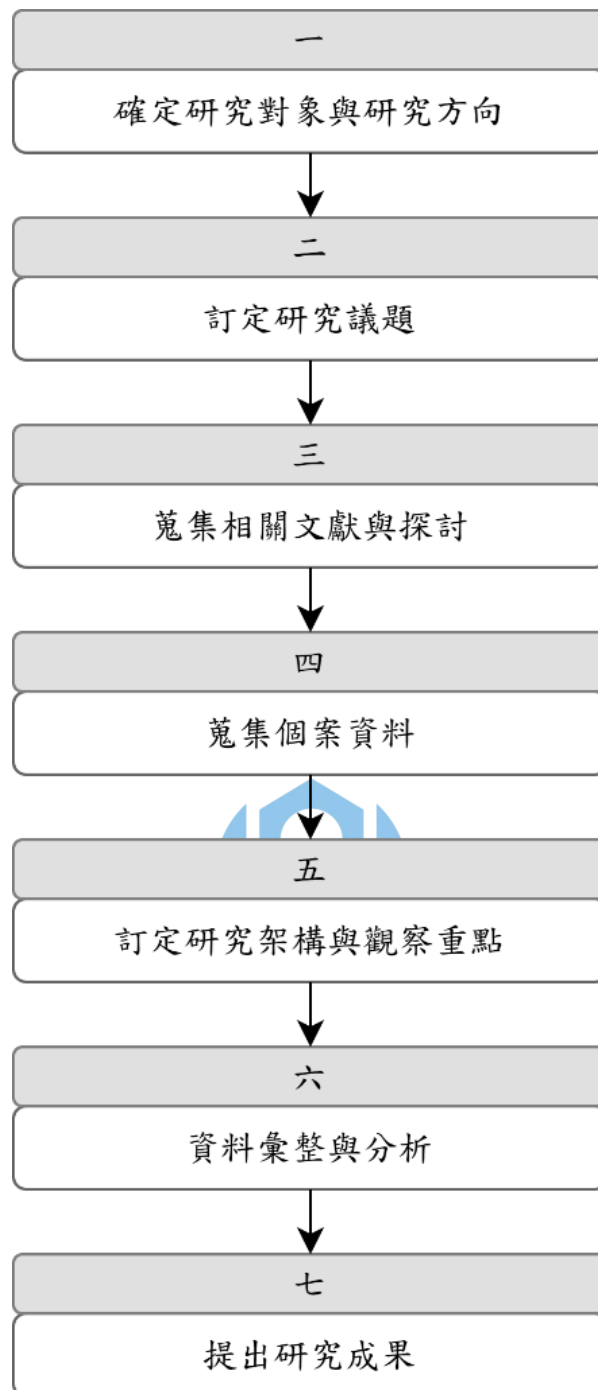 一
確定研究對象與研究方向
二
訂定研究議題
三
蒐集相關文獻與探討
四
蒐集個案資料
五
訂定研究架構與觀察重點
六
資料彙整與分析
七
提出研究成果